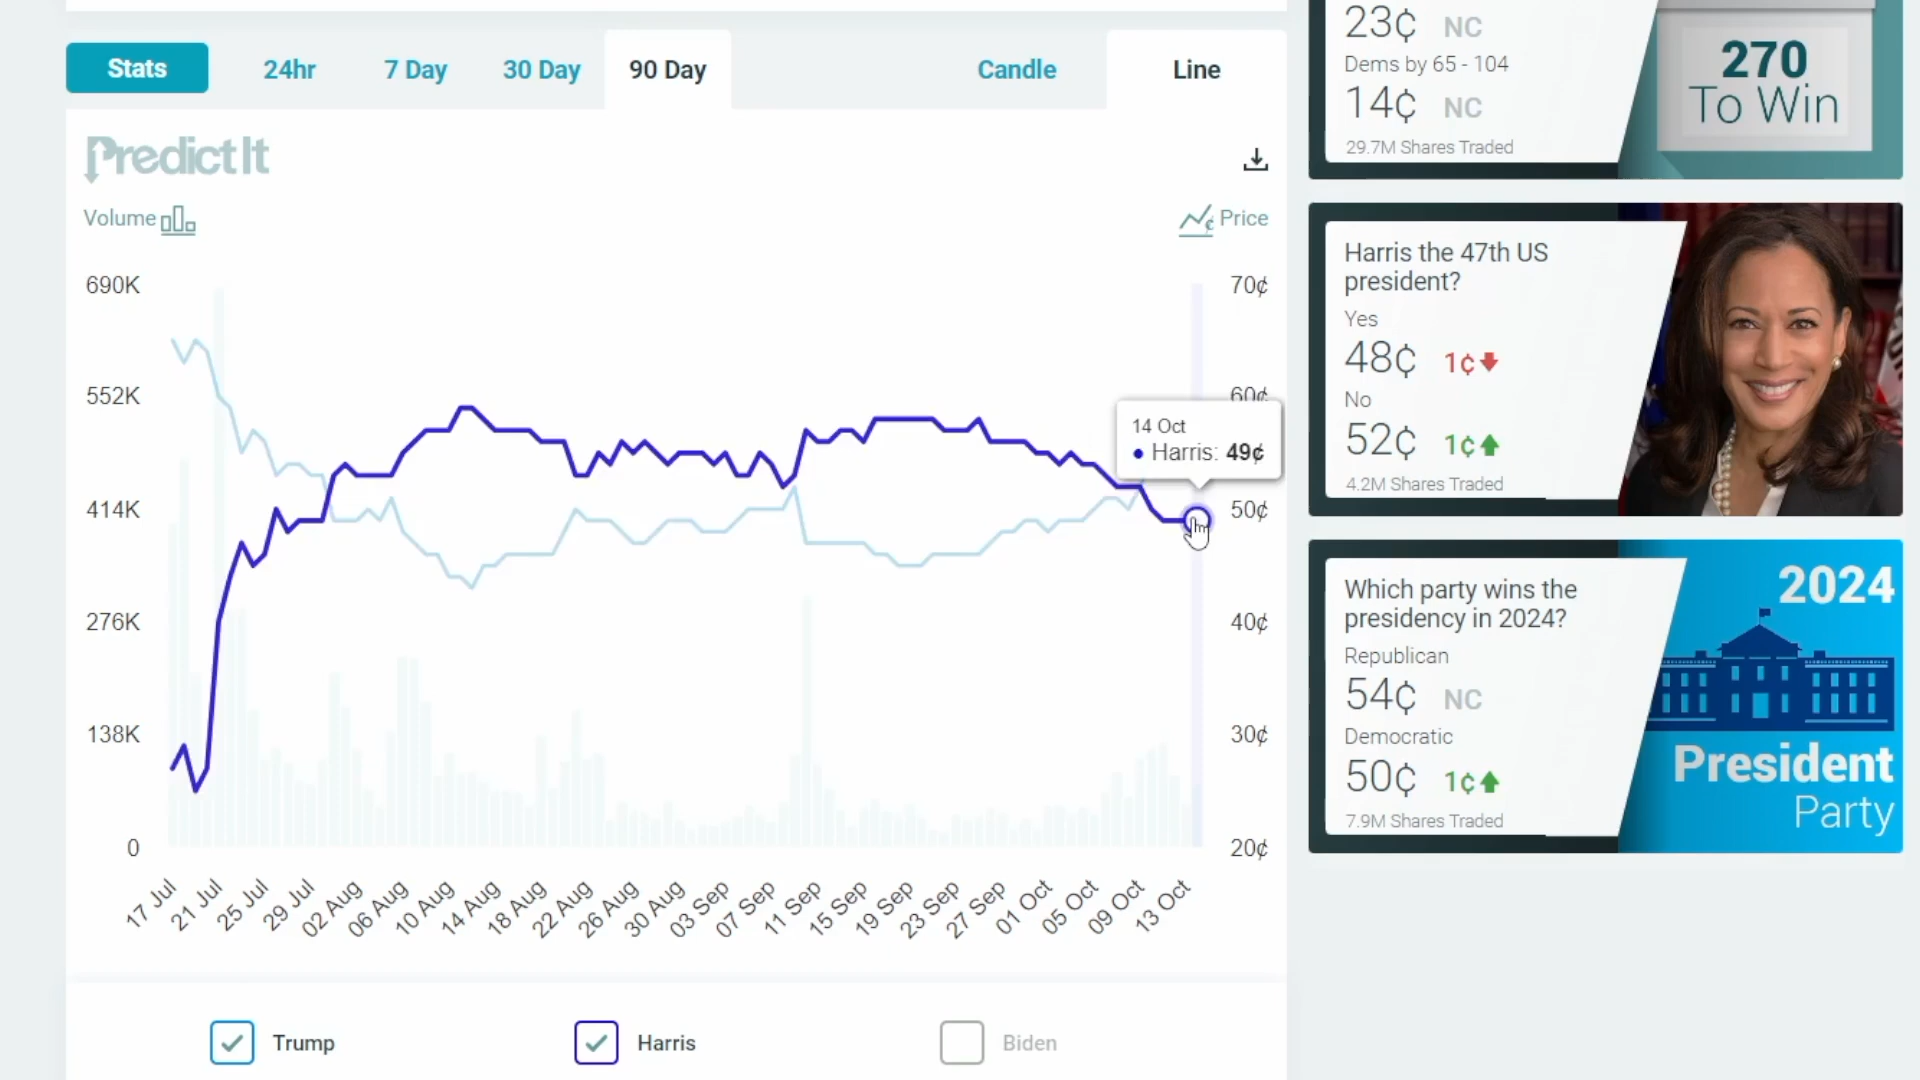 Stats
24hr
7 Day
30 Day
90 Day
Candle
Line
PredictIt
Volume
¢ Price
690K
552K
414K
276K
138K
0
70¢
60¢
50¢
40¢
30¢
20¢
14 Oct
Harris: 49¢
17 Jul
21 Jul
25 Jul
29 Jul
02 Aug
06 Aug
10 Aug
14 Aug
18 Aug
22 Aug
26 Aug
30 Aug
03 Sep
07 Sep
11 Sep
15 Sep
19 Sep
23 Sep
27 Sep
01 Oct
05 Oct
09 Oct
13 Oct
Trump
Harris
Biden
23¢ NC
Dems by 65 - 104
14¢ NC
29.7M Shares Traded
270
To Win
Harris the 47th US
president?
Yes
48¢ 1¢
No
52¢ 1¢
4.2M Shares Traded
Which party wins the
presidency in 2024?
Republican
54¢ NC
Democratic
50¢ 1¢
7.9M Shares Traded
2024
President
Party